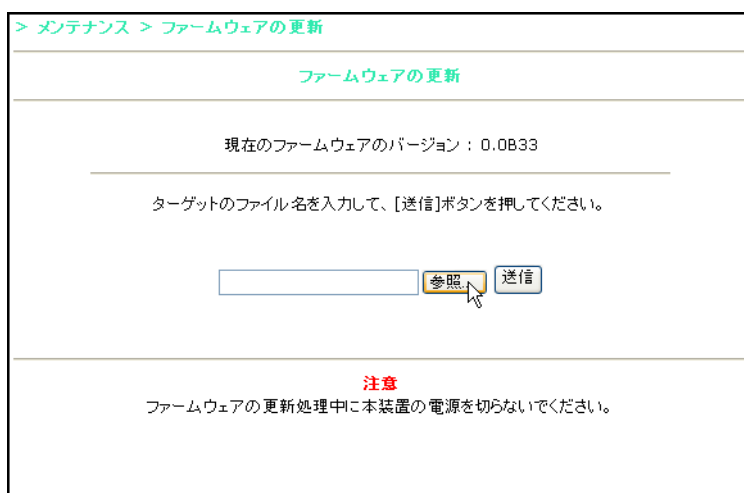 > メンテナンス > ファームウェアの更新
ファームウェアの更新
現在のファームウェアのバージョン : 0.0B33
ターゲットのファイル名を入力して、[送信]ボタンを押してください。
参照... 送信
注意
ファームウェアの更新処理中に本装置の電源を切らないでください。